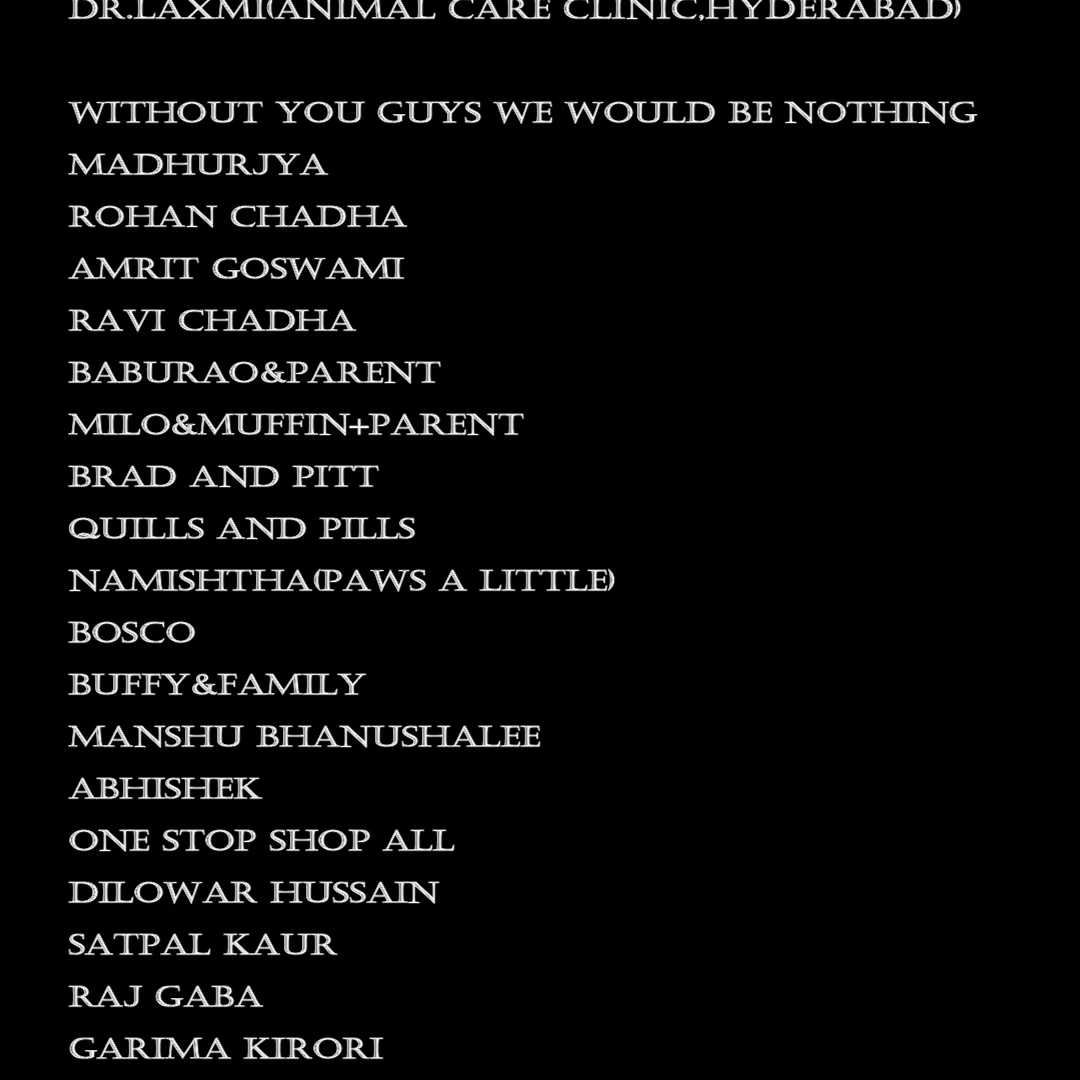 DR.LAXMI(ANIMAL CARE CLINIC,HYDERABAD)
WITHOUT YOU GUYS WE WOULD BE NOTHING
MADHURJYA
ROHAN CHADHA
AMRIT GOSWAMI
RAVI CHADHA
BABURAO&PARENT
MILO&MUFFIN+PARENT
BRAD AND PITT
QUILLS AND PILLS
NAMISHTHA(PAWS A LITTLE)
BOSCO
BUFFY&FAMILY
MANSHU BHANUSHALEE
ABHISHEK
ONE STOP SHOP ALL
DILOWAR HUSSAIN
SATPAL KAUR
RAJ GABA
GARIMA KIRORI